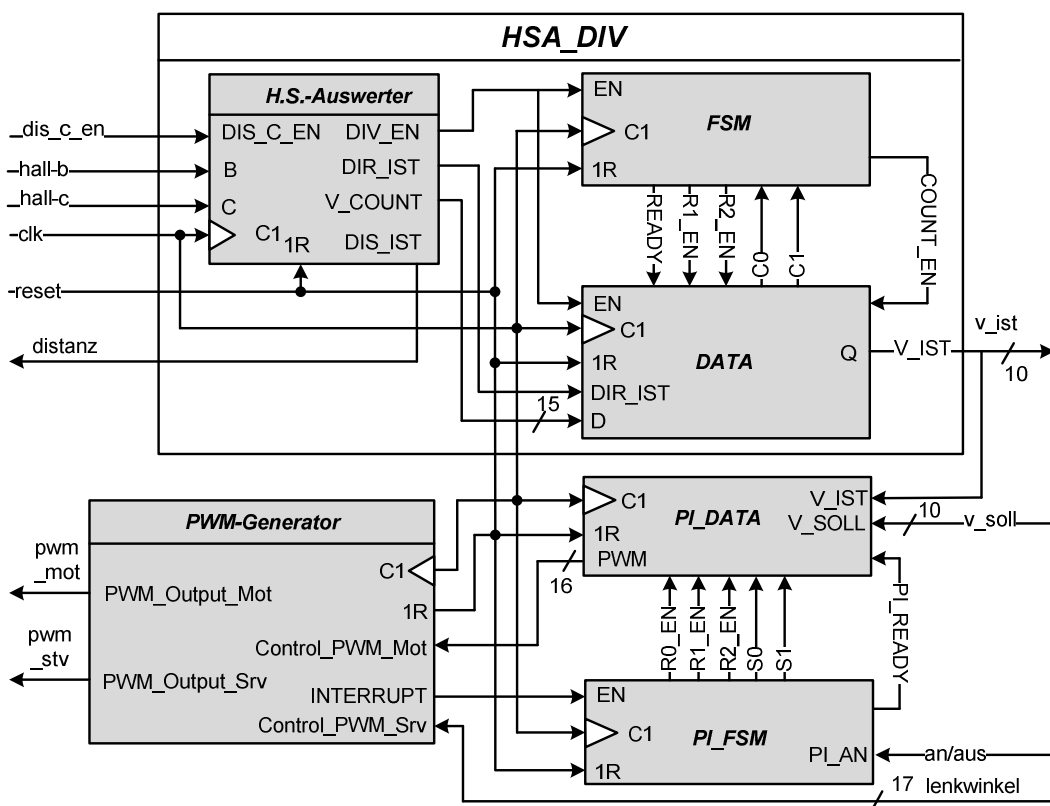 HSA_DIV
H.S.-Auswerter
DIS_C_EN
DIV_EN
B
DIR_IST
C
V_COUNT
C1
1R
DIS_IST
dis_c_en
hall-b
hall-c
clk
reset
distanz
EN
FSM
C1
1R
READY
R1_EN
R2_EN
C0
C1
COUNT_EN
EN
C1
1R
DATA
Q
DIR_IST
D
15
V_IST
v_ist
10
PWM-Generator
C1
1R
PWM_Output_Mot
Control_PWM_Mot
PWM_Output_Srv
INTERRUPT
Control_PWM_Srv
pwm
_mot
pwm
_stv
C1
PI_DATA
V_IST
V_SOLL
1R
PWM
16
10
v_soll
R0_EN
R1_EN
R2_EN
S0
S1
PI_READY
EN
C1
PI_FSM
PI_AN
1R
an/aus
17
lenkwinkel